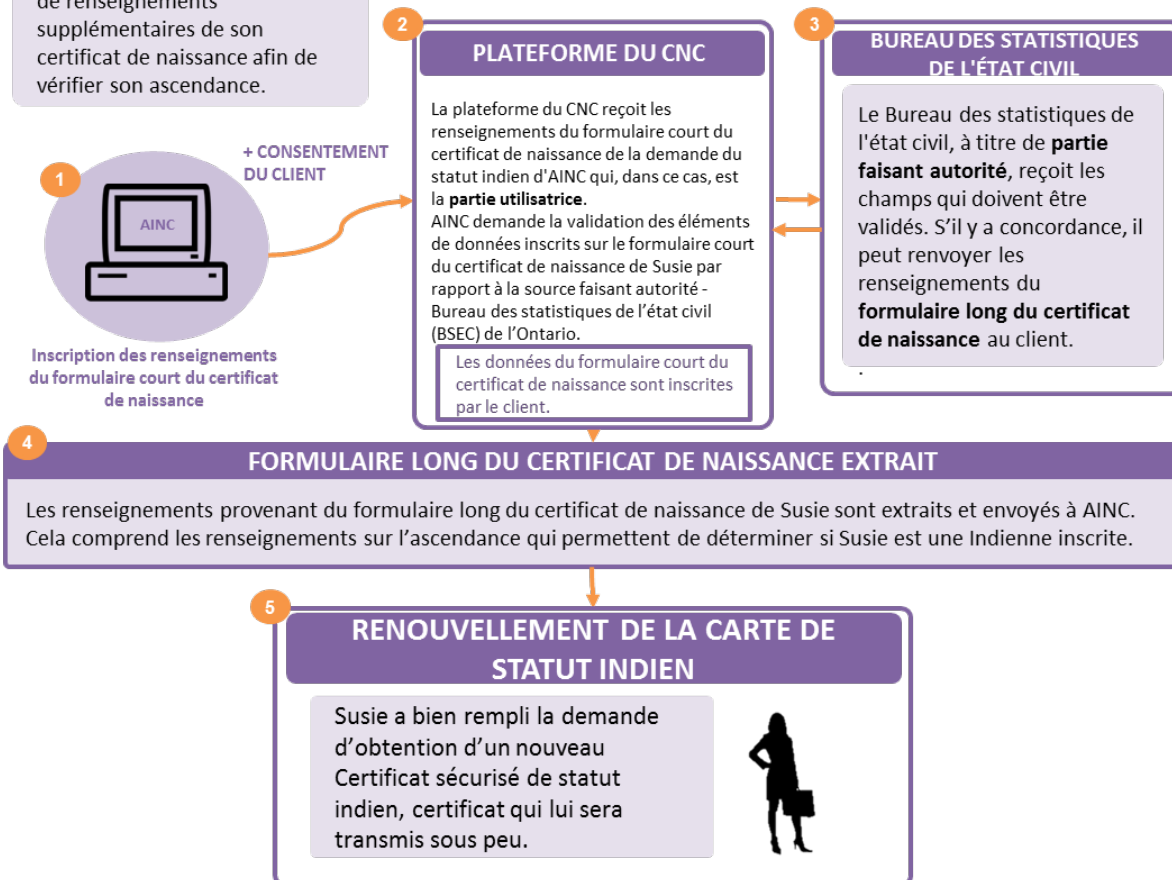 de renseignements
supplémentaires de son
certificat de naissance afin de
vérifier son ascendance.
1
AINC
+ CONSENTEMENT
DU CLIENT
Inscription des renseignements
du formulaire court du certificat
de naissance
2
PLATEFORME DU CNC
La plateforme du CNC reçoit les
renseignements du formulaire court du
certificat de naissance de la demande du
statut indien d'AINC qui, dans ce cas, est
la partie utilisatrice.
AINC demande la validation des éléments
de données inscrits sur le formulaire court
du certificat de naissance de Susie par
rapport à la source faisant autorité -
Bureau des statistiques de l’état civil
(BSEC) de l’Ontario.
Les données du formulaire court du
certificat de naissance sont inscrites
par le client.
3
BUREAU DES STATISTIQUES
DE L'ÉTAT CIVIL
Le Bureau des statistiques de
l'état civil, à titre de partie
faisant autorité, reçoit les
champs qui doivent être
validés. S’il y a concordance, il
peut renvoyer les
renseignements du
formulaire long du certificat
de naissance au client.
.
4
FORMULAIRE LONG DU CERTIFICAT DE NAISSANCE EXTRAIT
Les renseignements provenant du formulaire long du certificat de naissance de Susie sont extraits et envoyés à AINC.
Cela comprend les renseignements sur l’ascendance qui permettent de déterminer si Susie est une Indienne inscrite.
5
RENOUVELLEMENT DE LA CARTE DE
STATUT INDIEN
Susie a bien rempli la demande
d’obtention d’un nouveau
Certificat sécurisé de statut
indien, certificat qui lui sera
transmis sous peu.